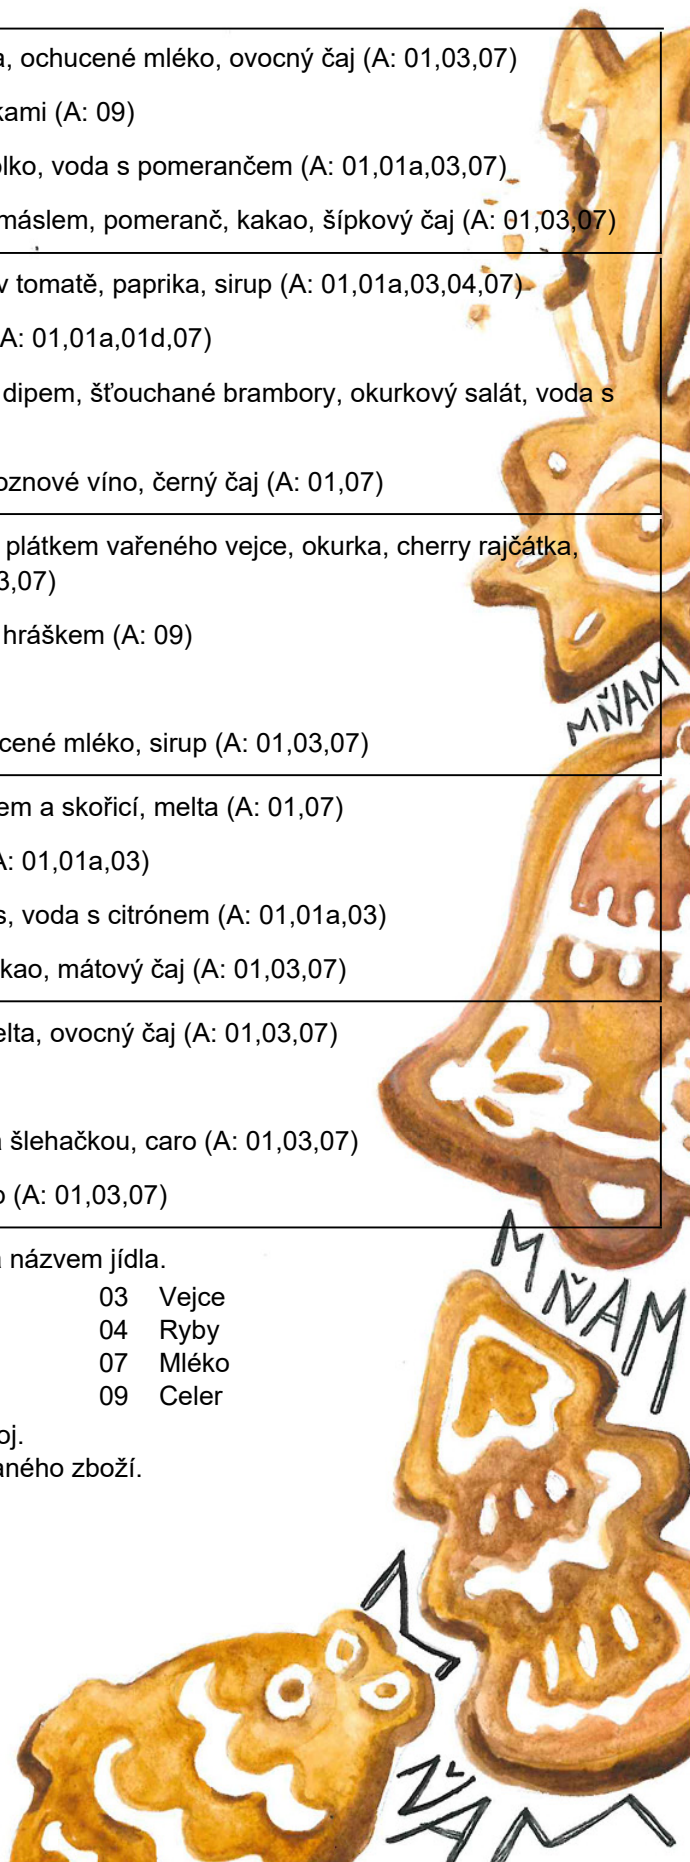 , ochucené mléko, ovocný čaj (A: 01,03,07)
kami (A: 09)
lko, voda s pomerančem (A: 01,01a,03,07)
máslem, pomeranč, kakao, šípkový čaj (A: 01,03,07)
v tomatě, paprika, sirup (A: 01,01a,03,04,07)
A: 01,01a,01d,07)
dipem, šťouchané brambory, okurkový salát, voda s
oznové víno, černý čaj (A: 01,07)
plátkem vařeného vejce, okurka, cherry rajčátka,
3,07)
hráškem (A: 09)
MŇAM
cené mléko, sirup (A: 01,03,07)
em a skořicí, melta (A: 01,07)
A: 01,01a,03)
s, voda s citrónem (A: 01,01a,03)
kao, mátový čaj (A: 01,03,07)
elta, ovocný čaj (A: 01,03,07)
a šlehačkou, caro (A: 01,03,07)
o (A: 01,03,07)
a názvem jídla.
MŇAM
03 Vejce
04 Ryby
07 Mléko
09 Celer
oj.
aného zboží.
MŇAM